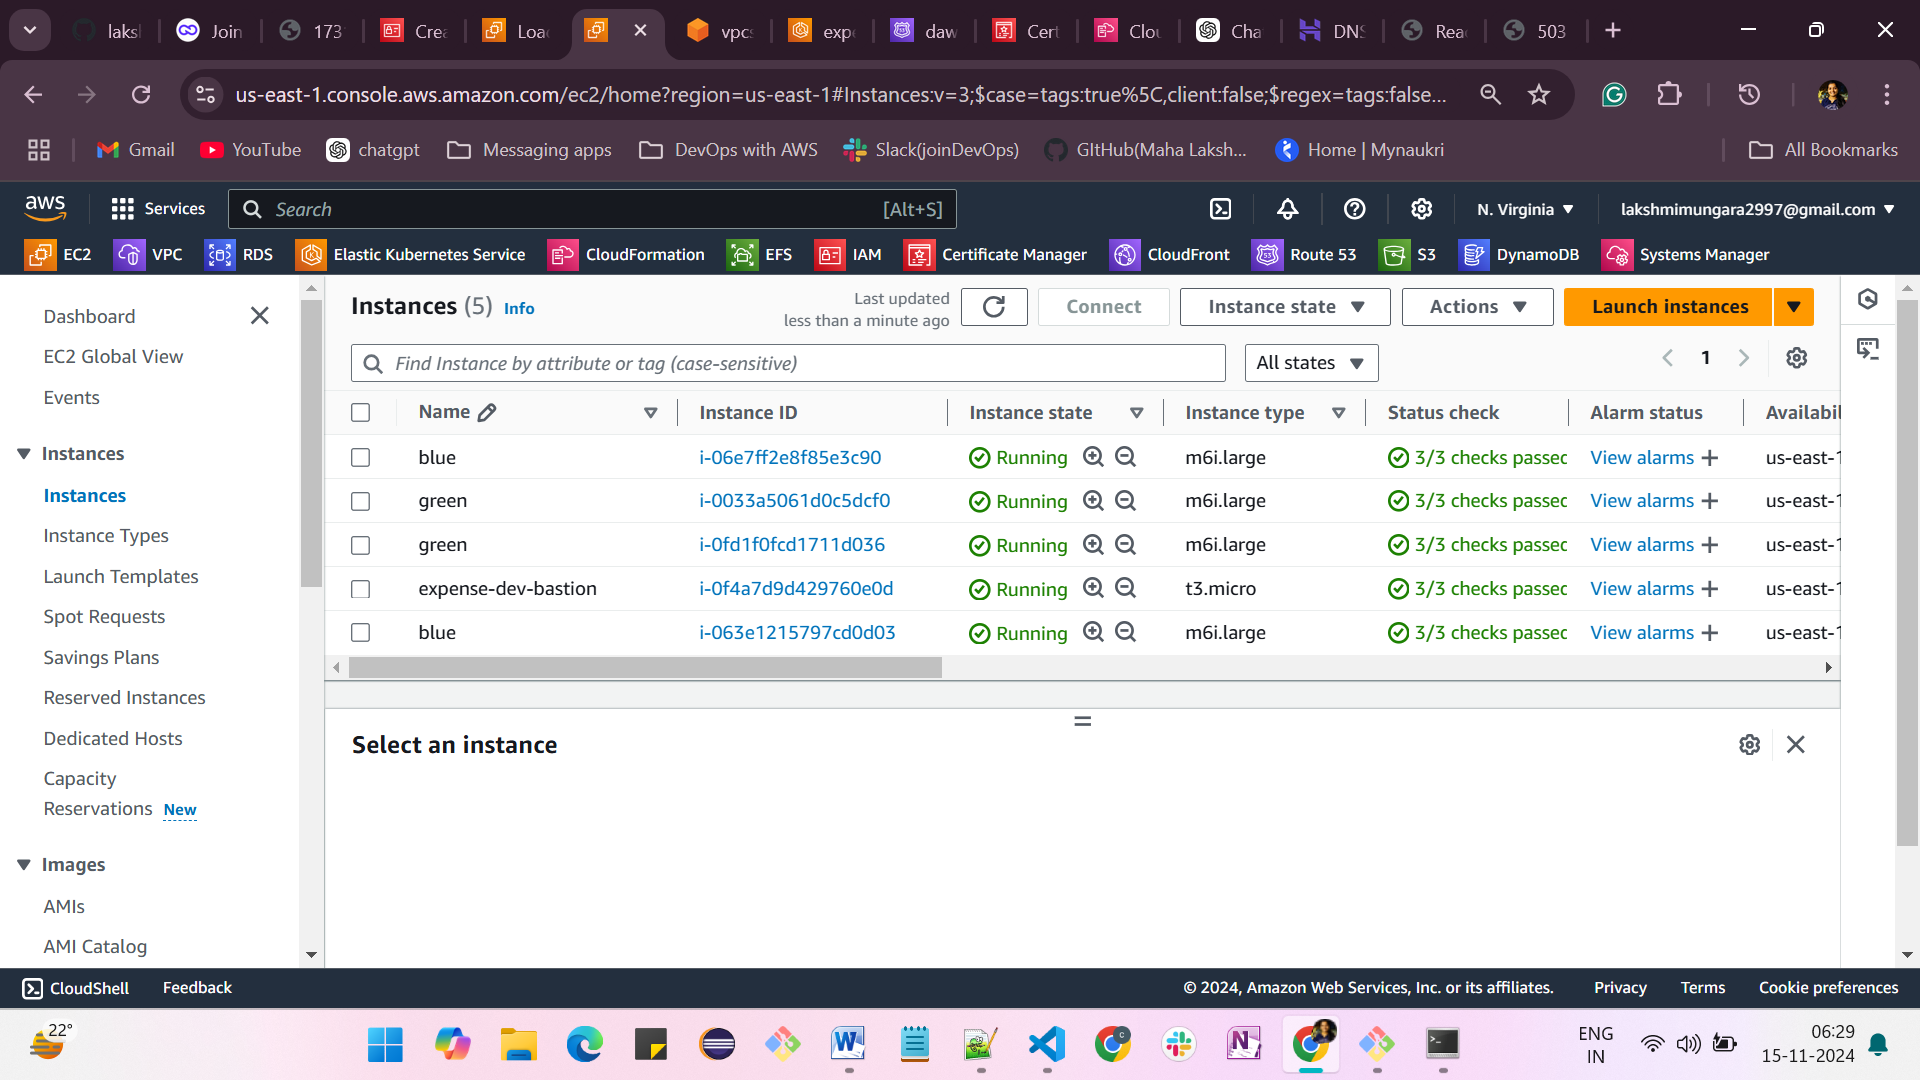 laksl
Join
173
Crea
Load
vpcs
expe
daw
Cert
Clou
Cha
DNS
Rea
503
us-east-1.console.aws.amazon.com/ec2/home?region=us-east-1#Instances:v=3;$case=tags:true%5C,client:false;$regex=tags:false...
Gmail
YouTube
chatgpt
Messaging apps
DevOps with AWS
Slack(joinDevOps)
GItHub(Maha Laksh...
Home | Mynaukri
All Bookmarks
aws
Services
Search
[Alt+S]
N. Virginia
lakshmimungara2997@gmail.com
EC2
VPC
RDS
Elastic Kubernetes Service
CloudFormation
EFS
IAM
Certificate Manager
CloudFront
Route 53
S3
DynamoDB
Systems Manager
Dashboard
EC2 Global View
Events
Instances
Instances
Instance Types
Launch Templates
Spot Requests
Savings Plans
Reserved Instances
Dedicated Hosts
Capacity
Reservations New
Images
AMIs
AMI Catalog
Instances (5) Info
Last updated
less than a minute ago
Connect
Instance state
Actions
Launch instances
Find Instance by attribute or tag (case-sensitive)
All states
1
Name Instance ID Instance state Instance type Status check Alarm status Availabil
blue i-06e7ff2e8f85e3c90 Running m6i.large 3/3 checks passed View alarms us-east-1
green i-0033a5061d0c5dcf0 Running m6i.large 3/3 checks passed View alarms us-east-1
green i-0fd1f0fcd1711d036 Running m6i.large 3/3 checks passed View alarms us-east-1
expense-dev-bastion i-0f4a7d9d429760e0d Running t3.micro 3/3 checks passed View alarms us-east-1
blue i-063e1215797cd0d03 Running m6i.large 3/3 checks passed View alarms us-east-1
Select an instance
CloudShell
Feedback
© 2024, Amazon Web Services, Inc. or its affiliates.
Privacy
Terms
Cookie preferences
22°
ENG
IN
06:29
15-11-2024